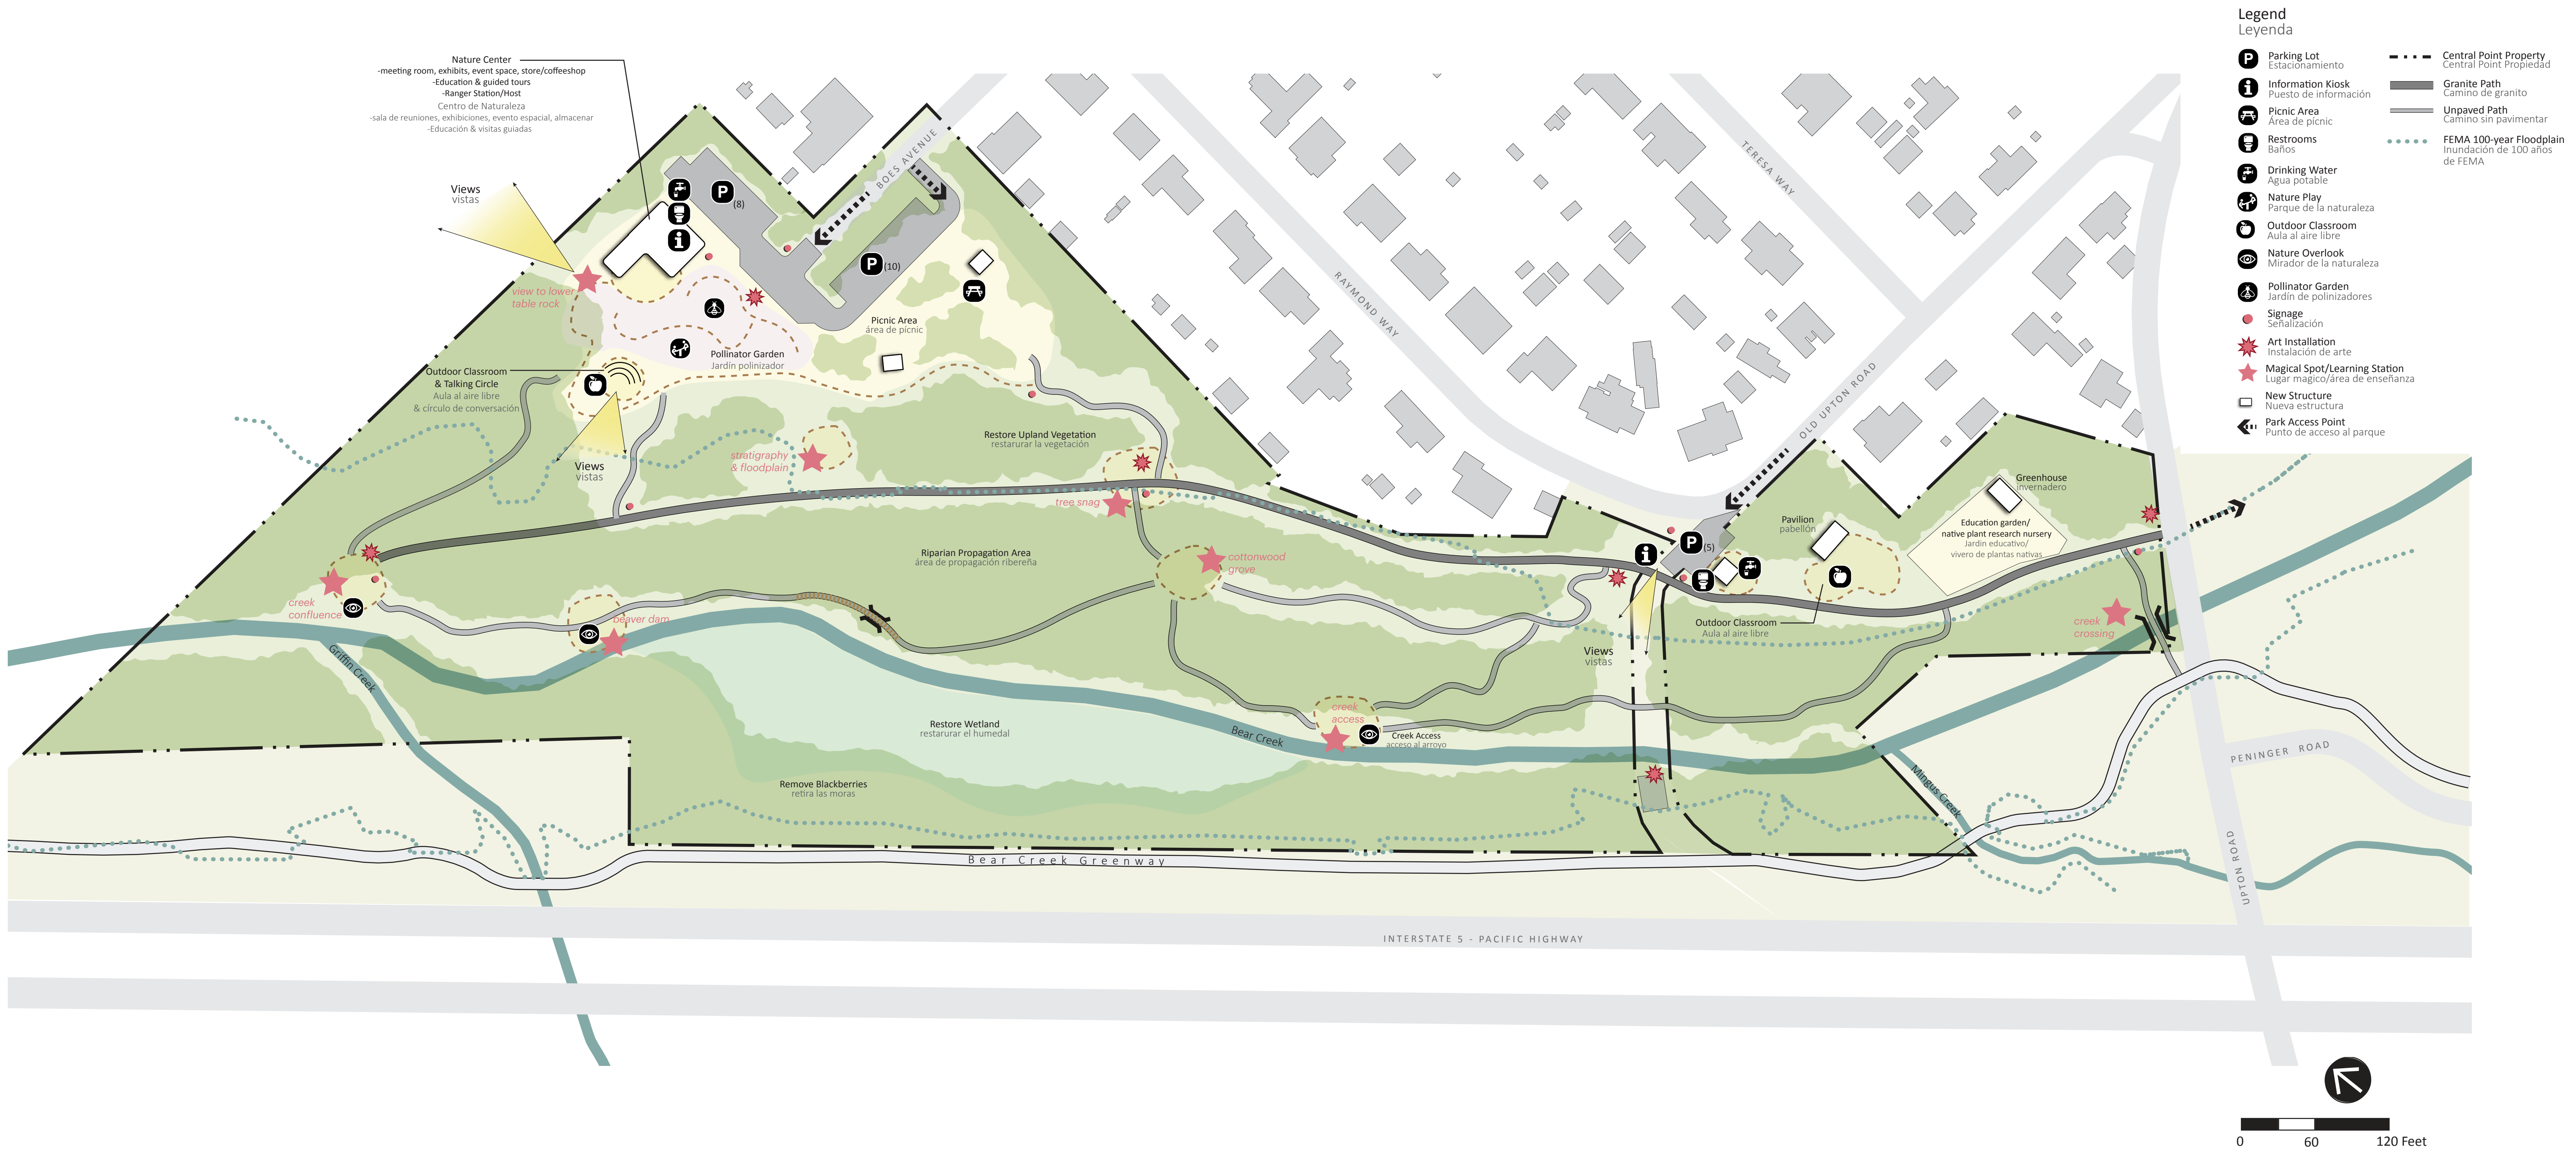 Nature Center
-meeting room, exhibits, event space, store/coffeeshop
-Education & guided tours
-Ranger Station/Host
Centro de Naturaleza
-sala de reuniones, exhibiciones, evento espacial, almacenar
-Educación & visitas guiadas
Views
vistas
BOES AVENUE
P
(8)
P
(10)
view to lower
table rock
Picnic Area
área de pícnic
Pollinator Garden
Jardín polinizador
Outdoor Classroom
& Talking Circle
Aula al aire libre
& círculo de conversación
Views
vistas
stratigraphy
& floodplain
Restore Upland Vegetation
restarurar la vegetación
tree snag
RAYMOND WAY
TERESA WAY
OLD UPTON ROAD
Riparian Propagation Area
área de propagación ribereña
cottonwood
grove
creek
confluence
beaver dam
Griffin Creek
Restore Wetland
restarurar el humedal
Remove Blackberries
retira las moras
Bear Creek
creek
access
Creek Access
acceso al arroyo
P
(5)
Views
vistas
Pavilion
pabellón
Outdoor Classroom
Aula al aire libre
Greenhouse
invernadero
Education garden/
native plant research nursery
Jardin educativo/
vivero de plantas nativas
creek
crossing
Mingus Creek
PENINGER ROAD
UPTON ROAD
Bear Creek Greenway
INTERSTATE 5 - PACIFIC HIGHWAY
Legend
Leyenda
P
Parking Lot
Estacionamiento
Information Kiosk
Puesto de información
Picnic Area
Área de pícnic
Restrooms
Baños
Drinking Water
Agua potable
Nature Play
Parque de la naturaleza
Outdoor Classroom
Aula al aire libre
Nature Overlook
Mirador de la naturaleza
Pollinator Garden
Jardín de polinizadores
Signage
Señalización
Art Installation
Instalación de arte
Magical Spot/Learning Station
Lugar magico/área de enseñanza
New Structure
Nueva estructura
Park Access Point
Punto de acceso al parque
Central Point Property
Central Point Propiedad
Granite Path
Camino de granito
Unpaved Path
Camino sin pavimentar
FEMA 100-year Floodplain
Inundación de 100 años
de FEMA
0 60 120 Feet